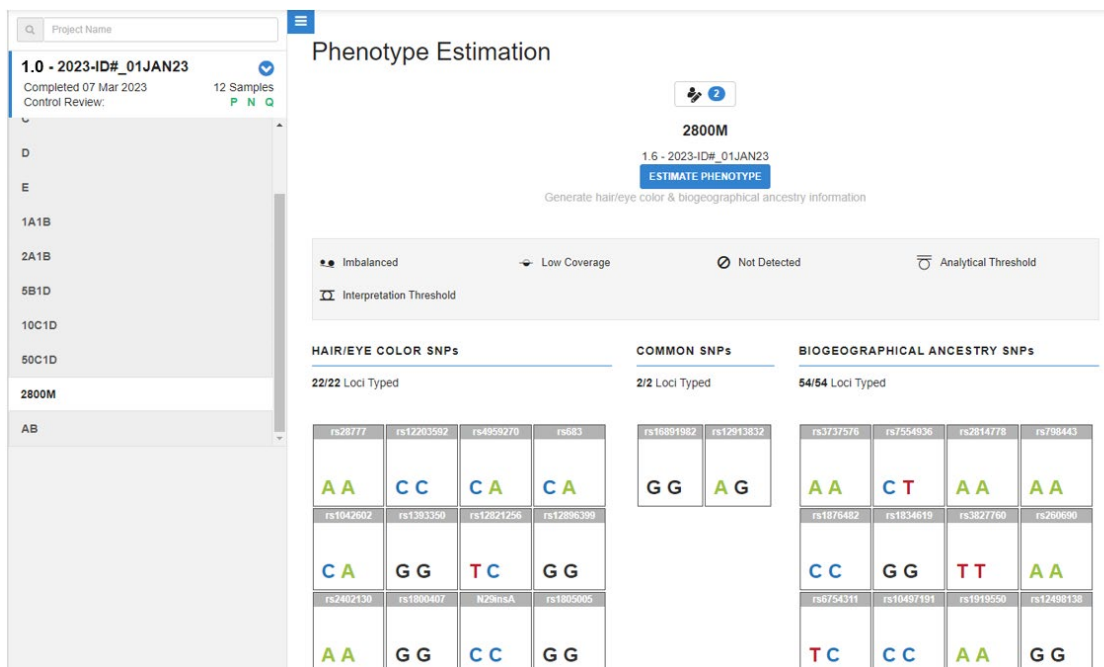 Project Name
1.0 - 2023-ID#_01JAN23
Completed 07 Mar 2023 12 Samples
Control Review: P N Q
D
E
1A1B
2A1B
5B1D
10C1D
50C1D
2800M
AB
Phenotype Estimation
2
2800M
1.6 - 2023-ID#_01JAN23
ESTIMATE PHENOTYPE
Generate hair/eye color & biogeographical ancestry information
Imbalanced Low Coverage Not Detected Analytical Threshold
Interpretation Threshold
HAIR/EYE COLOR SNPs
22/22 Loci Typed
rs28777 rs12203592 rs4959270 rs683
A A C C C A C A
rs1042602 rs1393350 rs12821256 rs12896399
C A G G T C G G
rs2402130 rs1800407 N29insA rs1805005
A A G G C C G G
COMMON SNPs
2/2 Loci Typed
rs16891982 rs12913832
G G A G
BIOGEOGRAPHICAL ANCESTRY SNPs
54/54 Loci Typed
rs3737576 rs7554936 rs2814778 rs798443
A A C T A A A A
rs1876482 rs1834619 rs3827760 rs260690
C C G G T T A A
rs6754311 rs10497191 rs1919550 rs12498138
T C C C A A G G